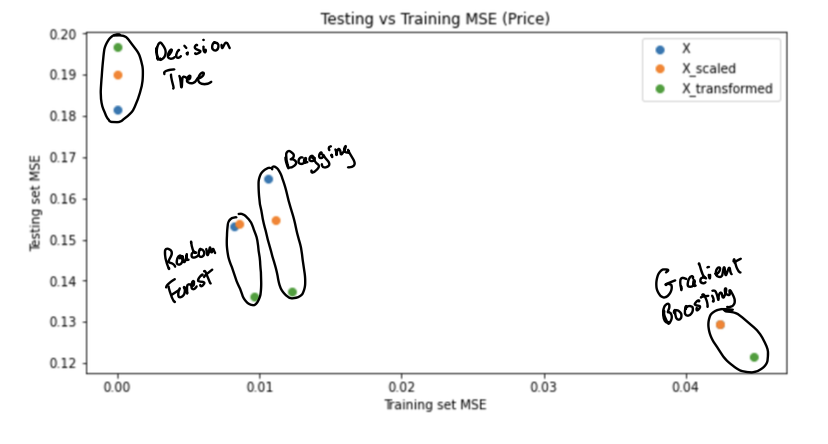 Testing vs Training MSE (Price)
0.20
0.19
0.18
0.17
0.16
0.15
0.14
0.13
0.12
Testing set MSE
Decision
Tree
X
X_scaled
X_transformed
Bagging
Random
Forest
Gradient
Boosting
0.00 0.01 0.02 0.03 0.04
Training set MSE